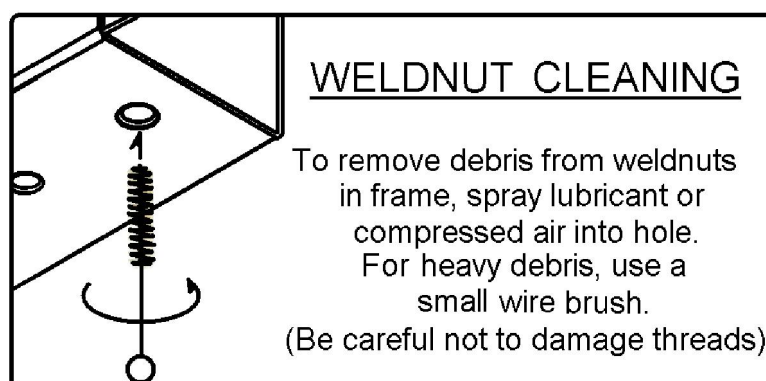 WELDNUT CLEANING
To remove debris from weldnuts
in frame, spray lubricant or
compressed air into hole.
For heavy debris, use a
small wire brush.
(Be careful not to damage threads)